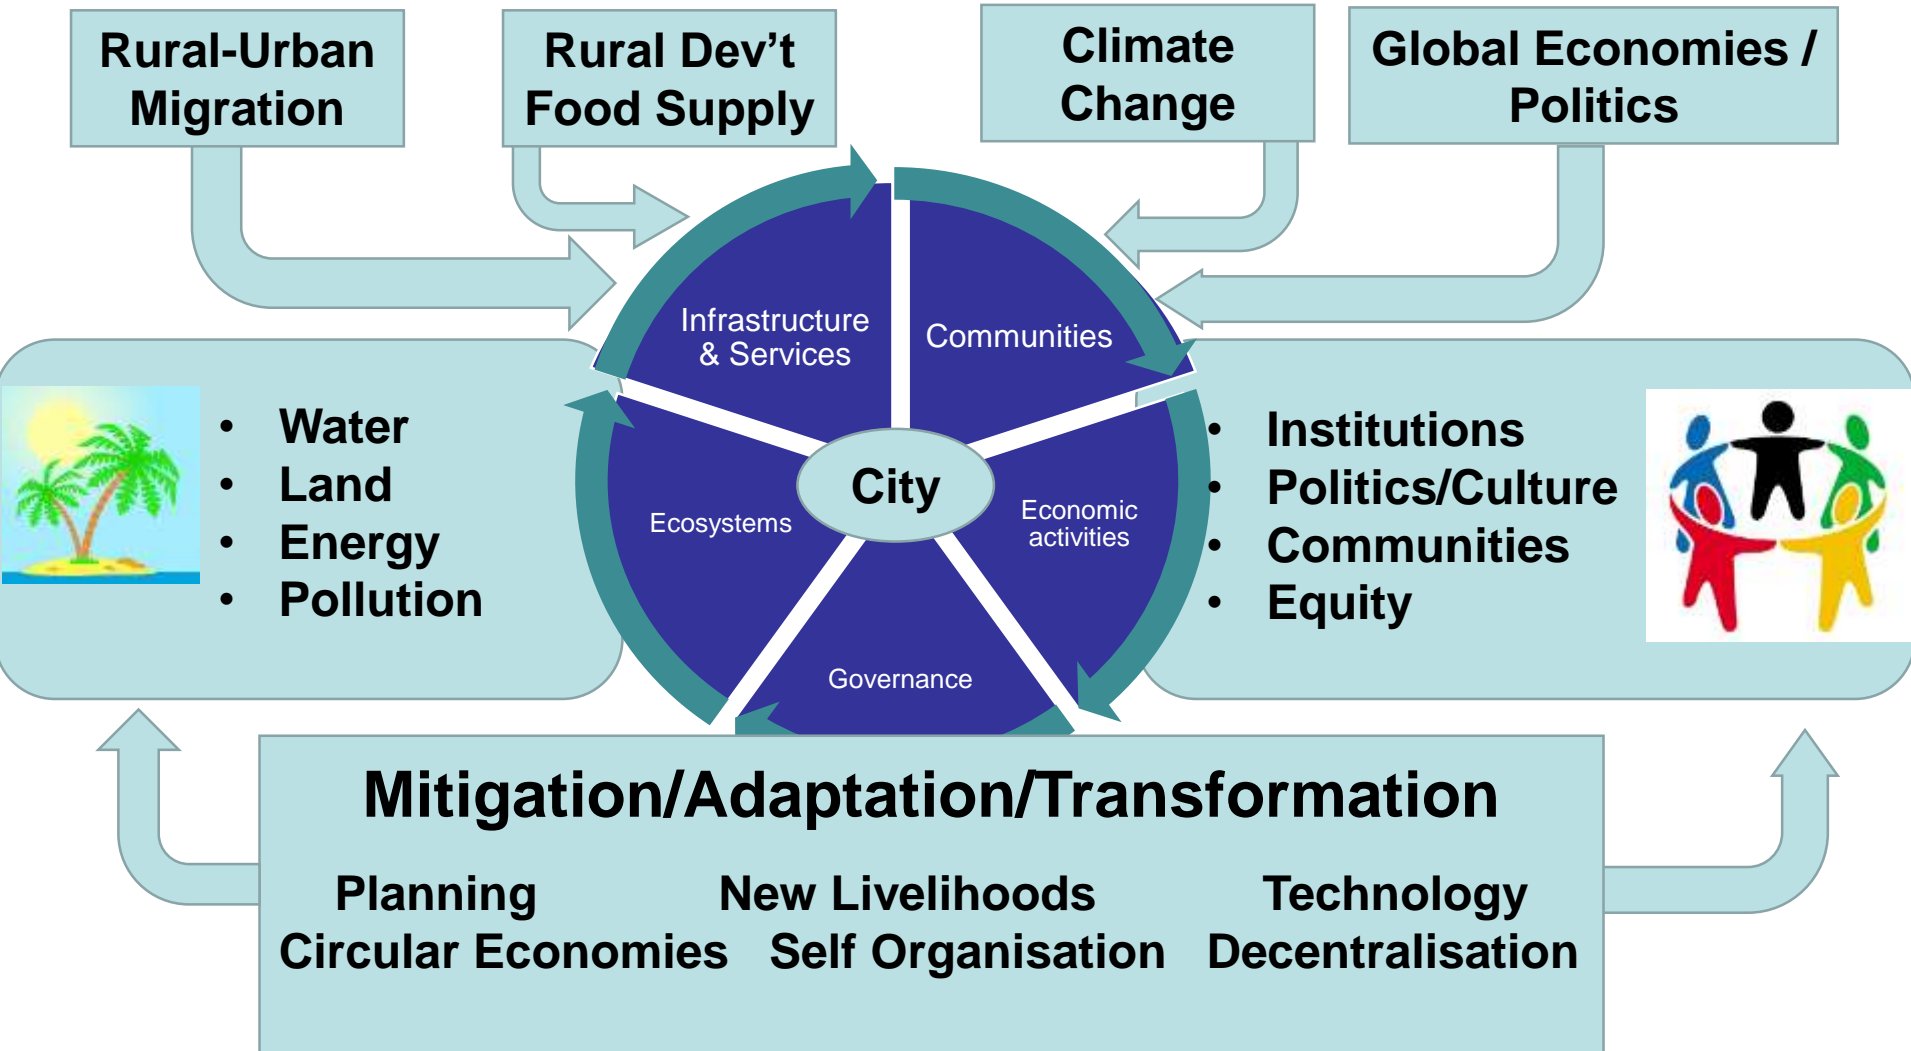 Rural-Urban
Migration
Rural Dev't
Food Supply
Climate
Change
Global Economies /
Politics
Infrastructure
& Services
Communities
Ecosystems
City
Economic
activities
Governance
• Water
• Land
• Energy
• Pollution
• Institutions
• Politics/Culture
• Communities
• Equity
Mitigation/Adaptation/Transformation
Planning New Livelihoods Technology
Circular Economies Self Organisation Decentralisation